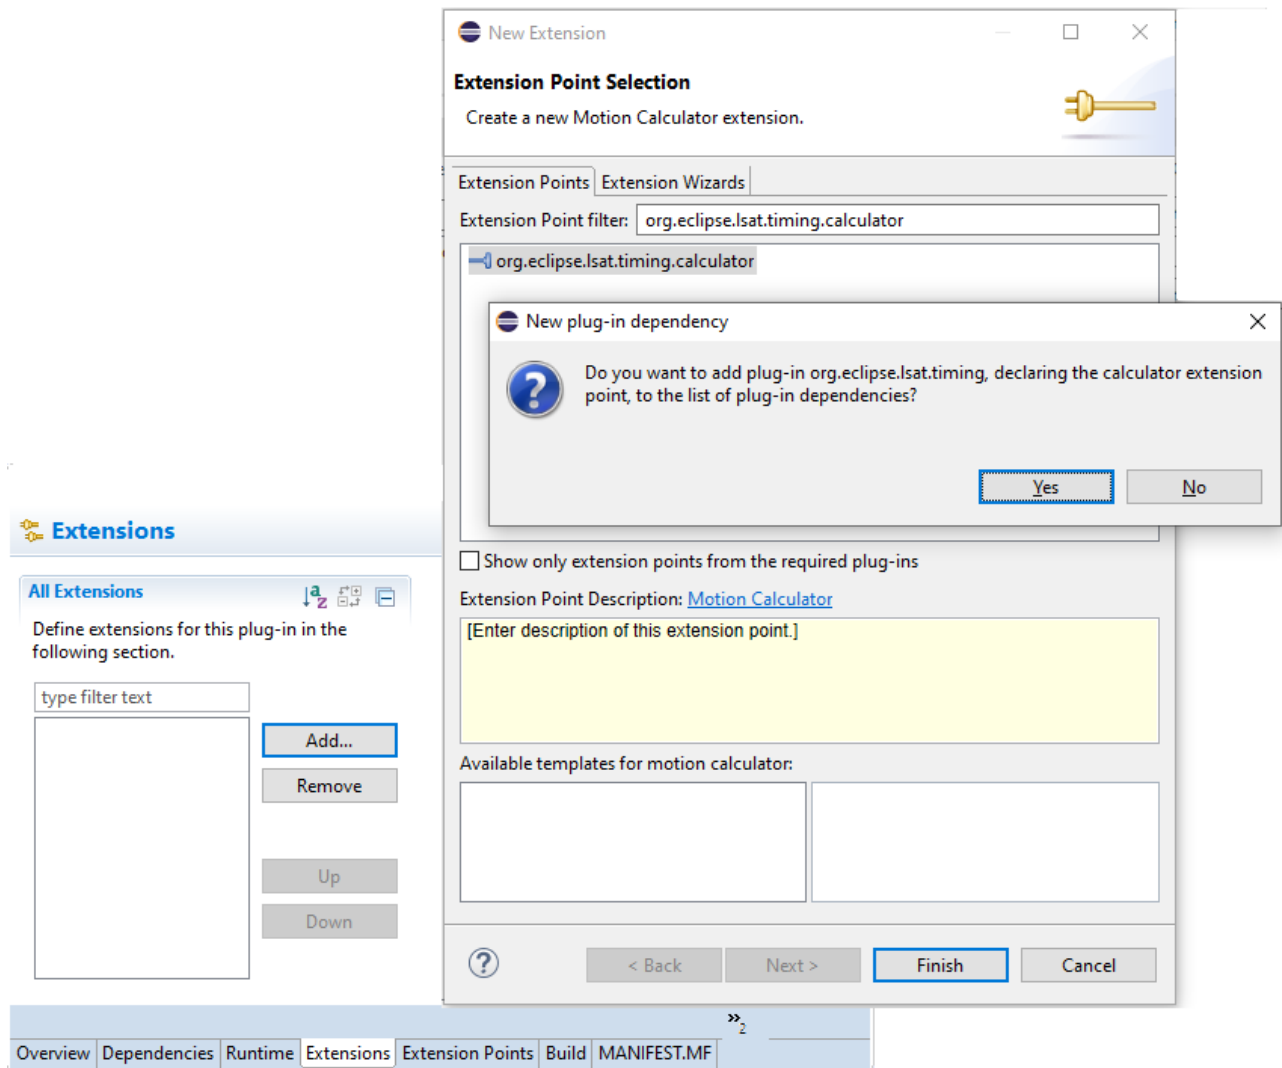 New Extension
Extension Point Selection
Create a new Motion Calculator extension.
Extension Points
Extension Wizards
Extension Point filter:
org.eclipse.lsat.timing.calculator
org.eclipse.lsat.timing.calculator
New plug-in dependency
Do you want to add plug-in org.eclipse.lsat.timing, declaring the calculator extension
point, to the list of plug-in dependencies?
Yes
No
Show only extension points from the required plug-ins
Extension Point Description: Motion Calculator
[Enter description of this extension point.]
Available templates for motion calculator:
< Back
Next >
Finish
Cancel
Extensions
All Extensions
Define extensions for this plug-in in the
following section.
type filter text
Add...
Remove
Up
Down
»2
Overview
Dependencies
Runtime
Extensions
Extension Points
Build
MANIFEST.MF